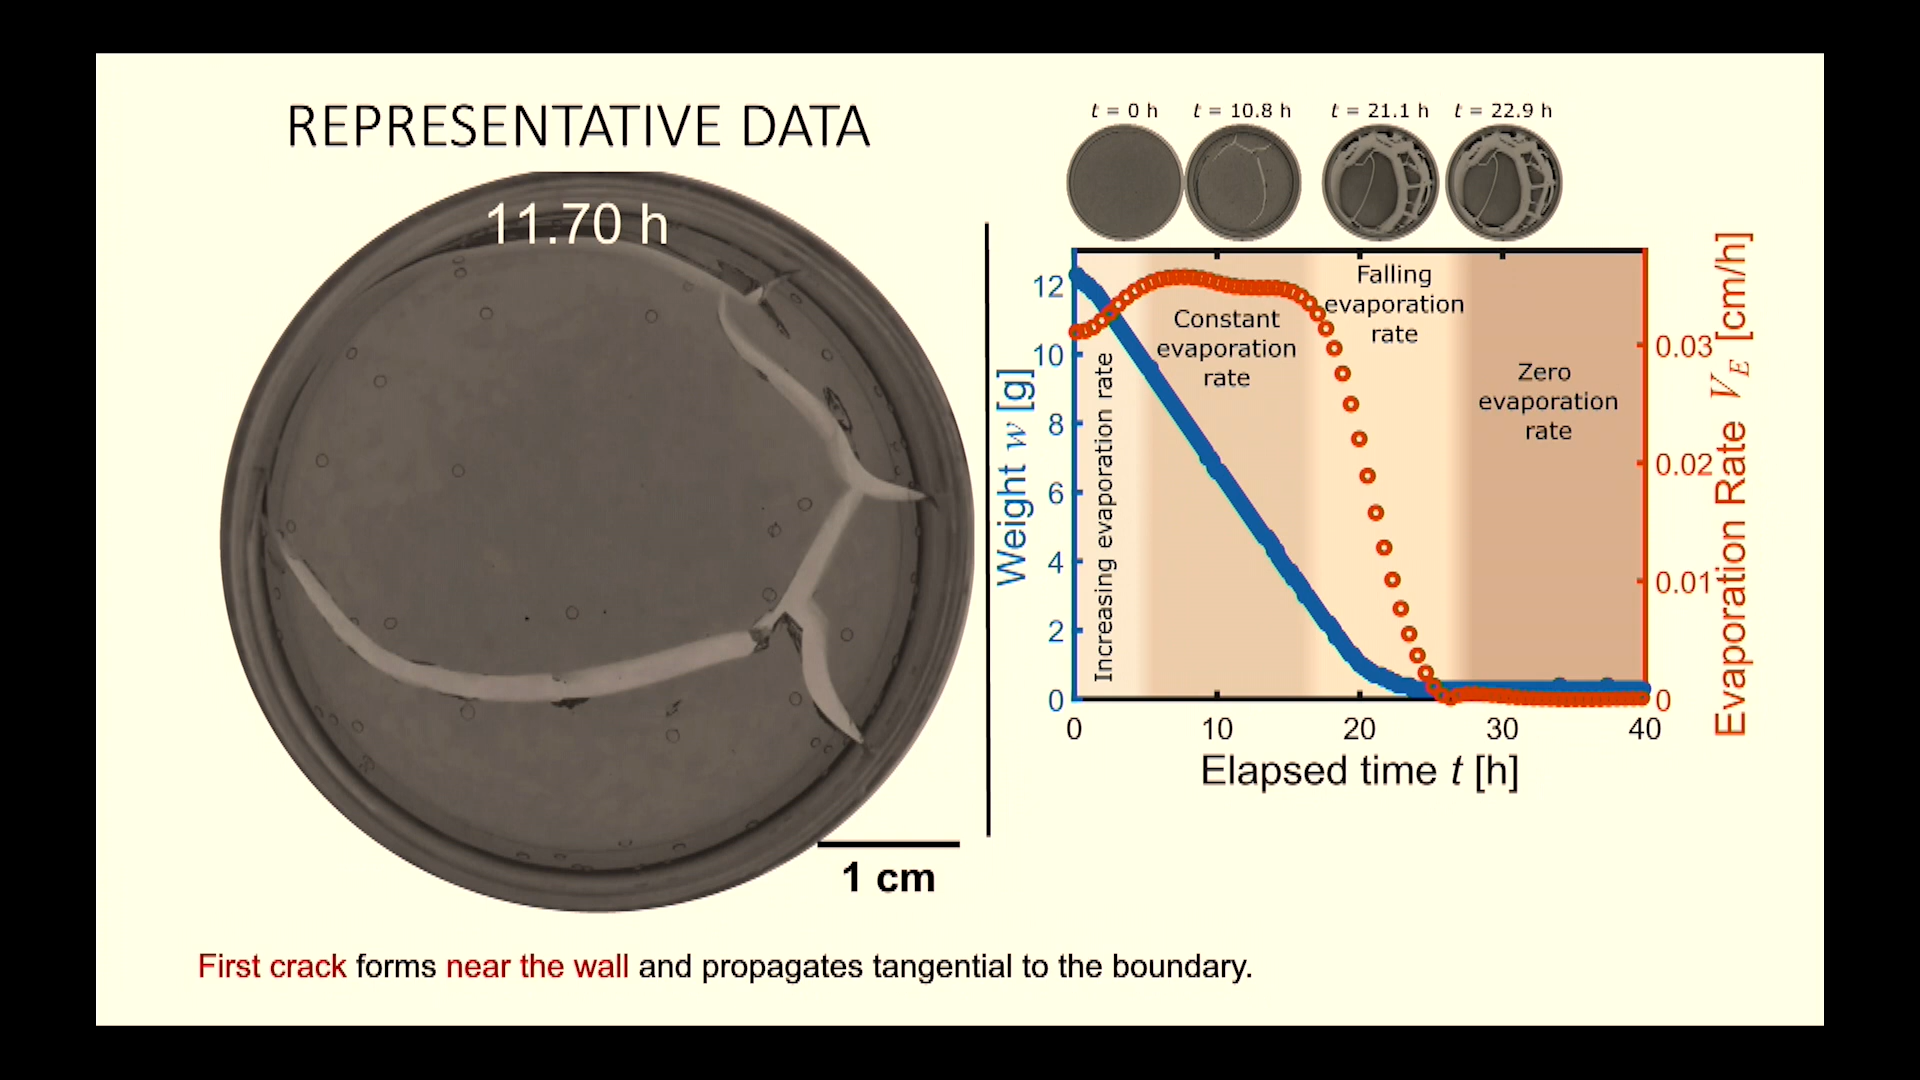 REPRESENTATIVE DATA
11.70 h
1 cm
t = 0 h
t = 10.8 h
t = 21.1 h
t = 22.9 h
Weight w [g]
12
10
8
6
4
2
0
Increasing evaporation rate
Constant
evaporation
rate
Falling
evaporation
rate
Zero
evaporation
rate
0.03
0.02
0.01
0
Evaporation Rate V_E [cm/h]
0
10
20
30
40
Elapsed time t [h]
First crack forms near the wall and propagates tangential to the boundary.